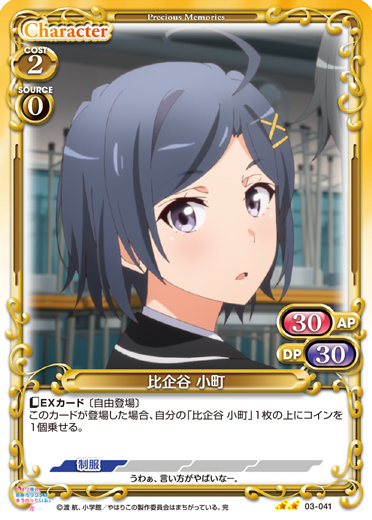 Precious Memories
Character
COST
2
SOURCE
0
30 AP
DP 30
比企谷 小町
EXカード〔自由登場〕
このカードが登場した場合、自分の「比企谷 小町」1枚の上にコインを
1個乗せる。
制服
うわぁ、言い方がやばいなー。
©渡 航、小学館／やはりこの製作委員会はまちがっている。完
03-041